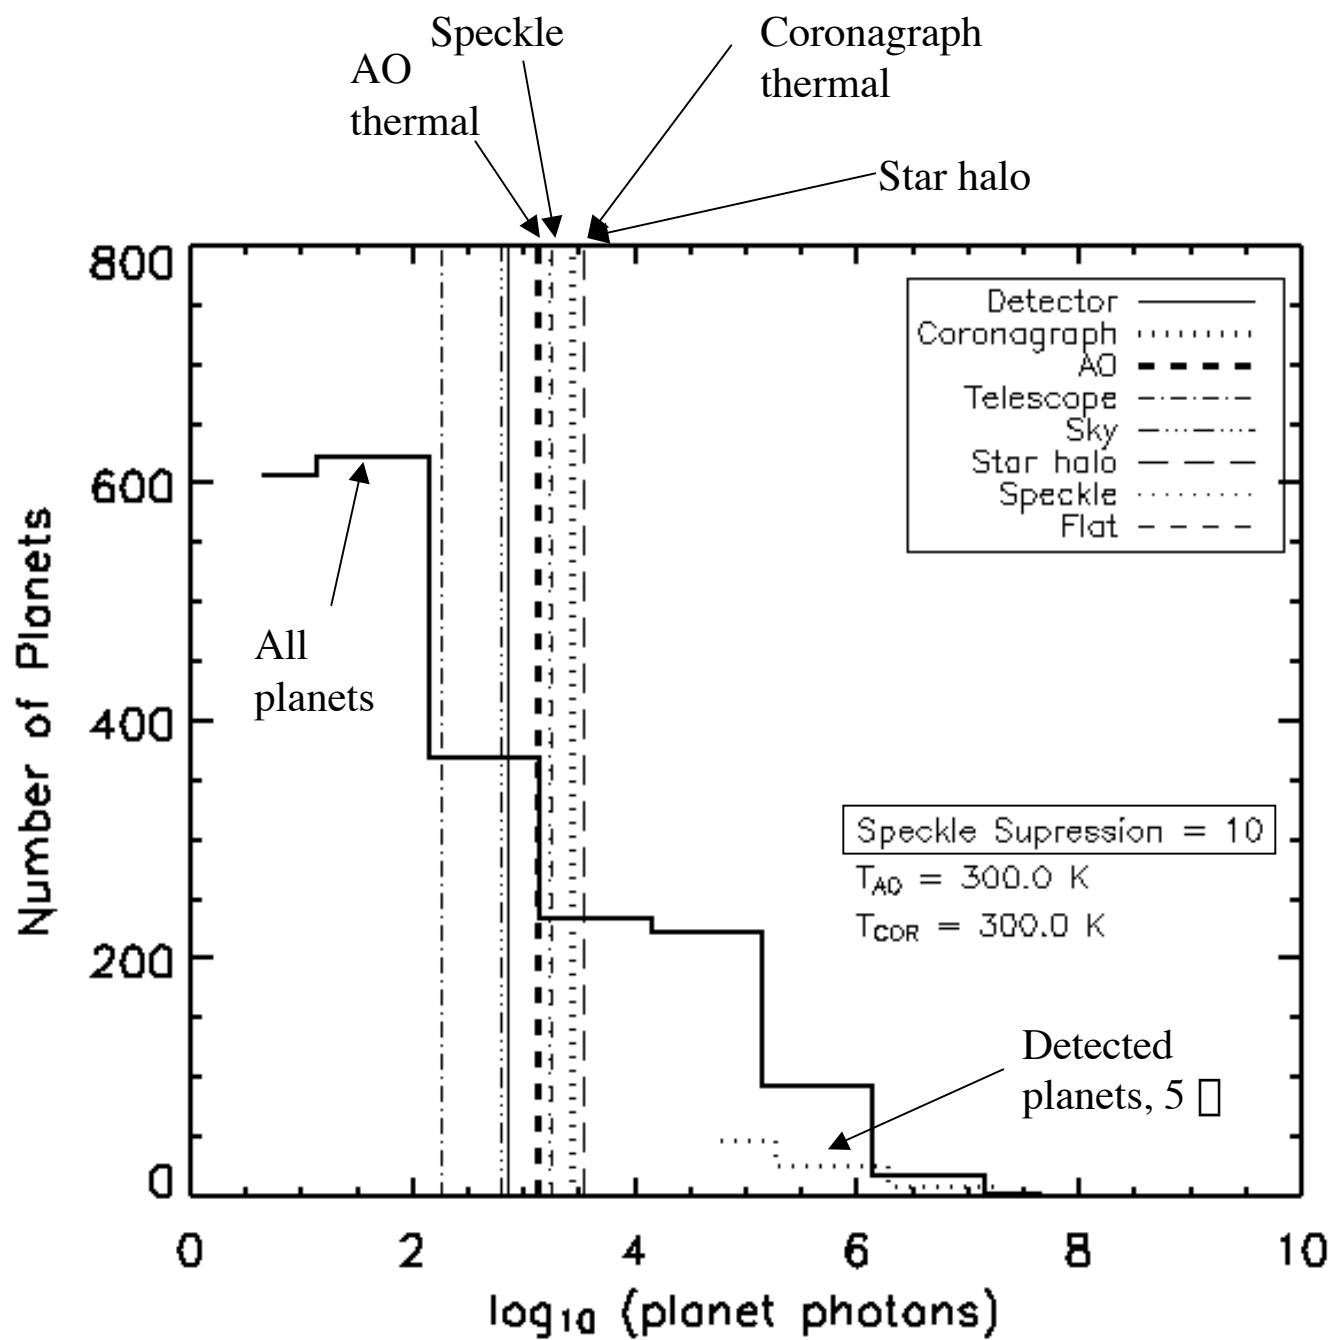 Speckle
Coronagraph
thermal
AO
thermal
Star halo
800
600
400
200
0
Number of Planets
Detector
Coronagraph
AO
Telescope
Sky
Star halo
Speckle
Flat
All
planets
Speckle Supression = 10
T_AO = 300.0 K
T_COR = 300.0 K
Detected
planets, 5 □
0 2 4 6 8 10
log₁₀ (planet photons)